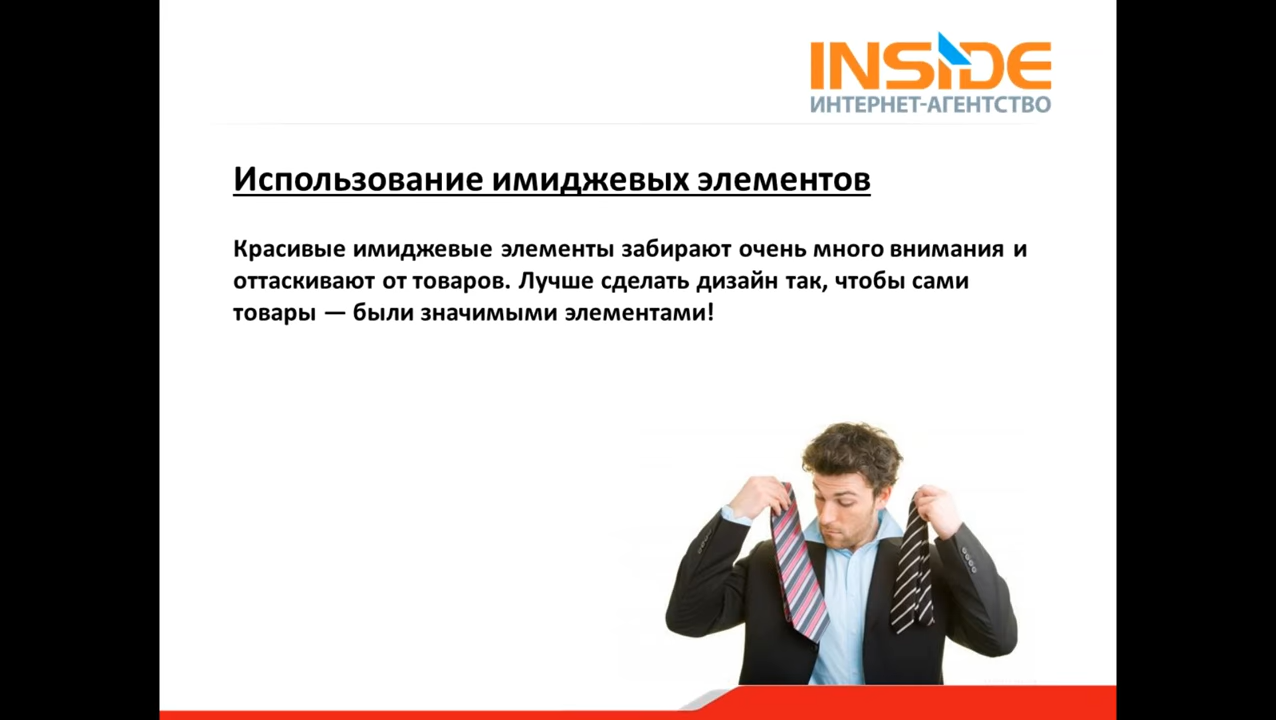 INSIDE
ИНТЕРНЕТ-АГЕНТСТВО
Использование имиджевых элементов
Красивые имиджевые элементы забирают очень много внимания и
оттаскивают от товаров. Лучше сделать дизайн так, чтобы сами
товары — были значимыми элементами!